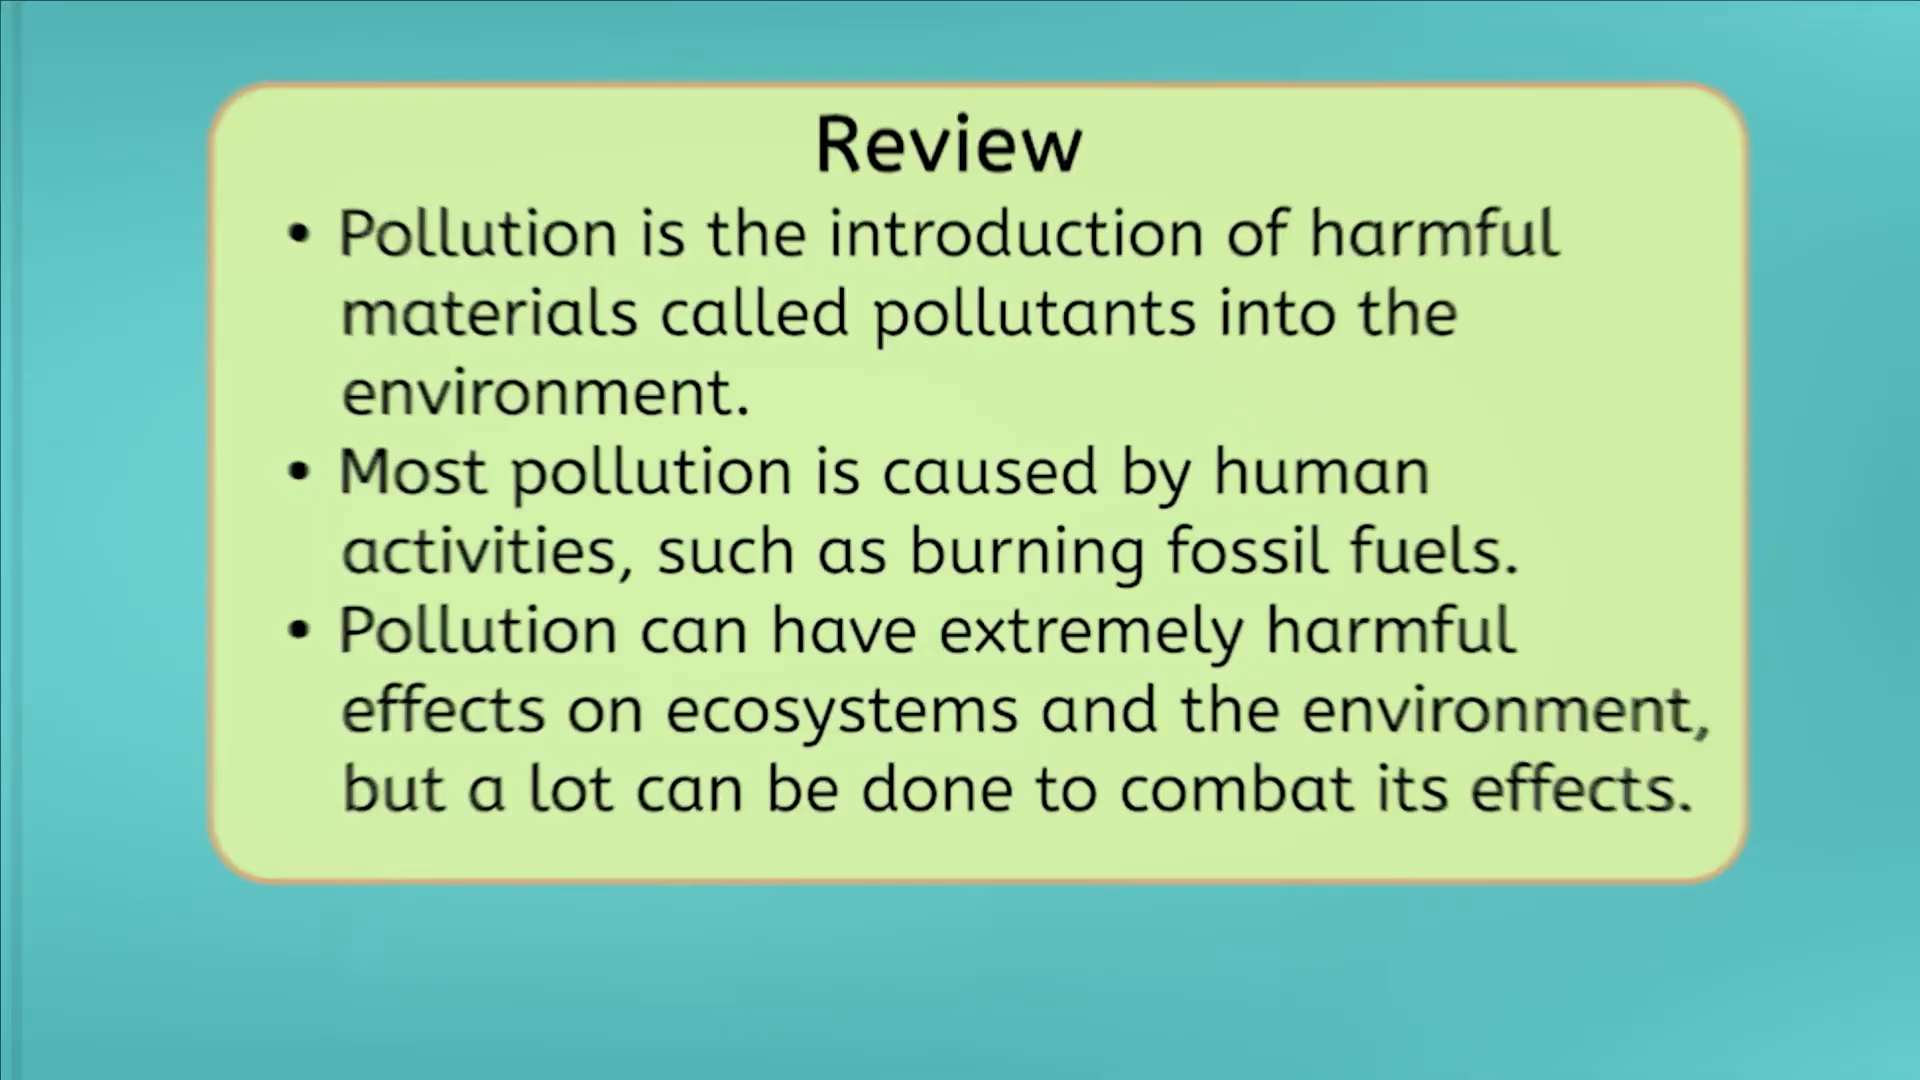 Review
• Pollution is the introduction of harmful
materials called pollutants into the
environment.
• Most pollution is caused by human
activities, such as burning fossil fuels.
• Pollution can have extremely harmful
effects on ecosystems and the environment,
but a lot can be done to combat its effects.